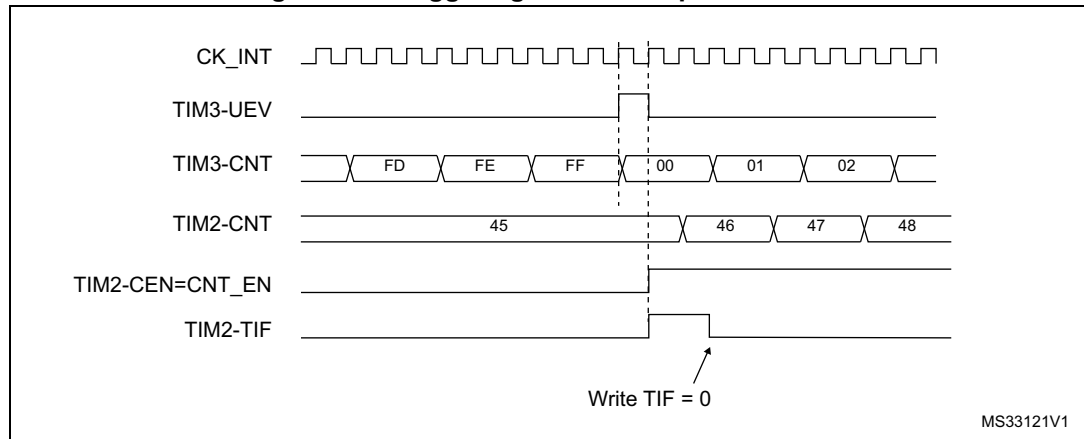 CK_INT
TIM3-UEV
TIM3-CNT FD FE FF 00 01 02
TIM2-CNT 45 46 47 48
TIM2-CEN=CNT_EN
TIM2-TIF
Write TIF = 0
MS33121V1